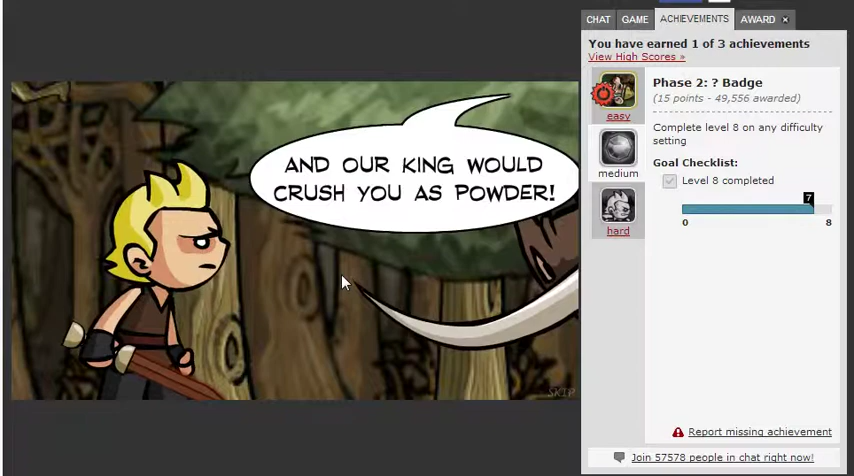 CHAT GAME ACHIEVEMENTS AWARD
You have earned 1 of 3 achievements
View High Scores »
Phase 2: ? Badge
(15 points - 49,556 awarded)
easy
Complete level 8 on any difficulty
setting
medium
Goal Checklist:
Level 8 completed
7
0 8
hard
AND OUR KING WOULD
CRUSH YOU AS POWDER!
SKIP
Report missing achievement
Join 57578 people in chat right now!